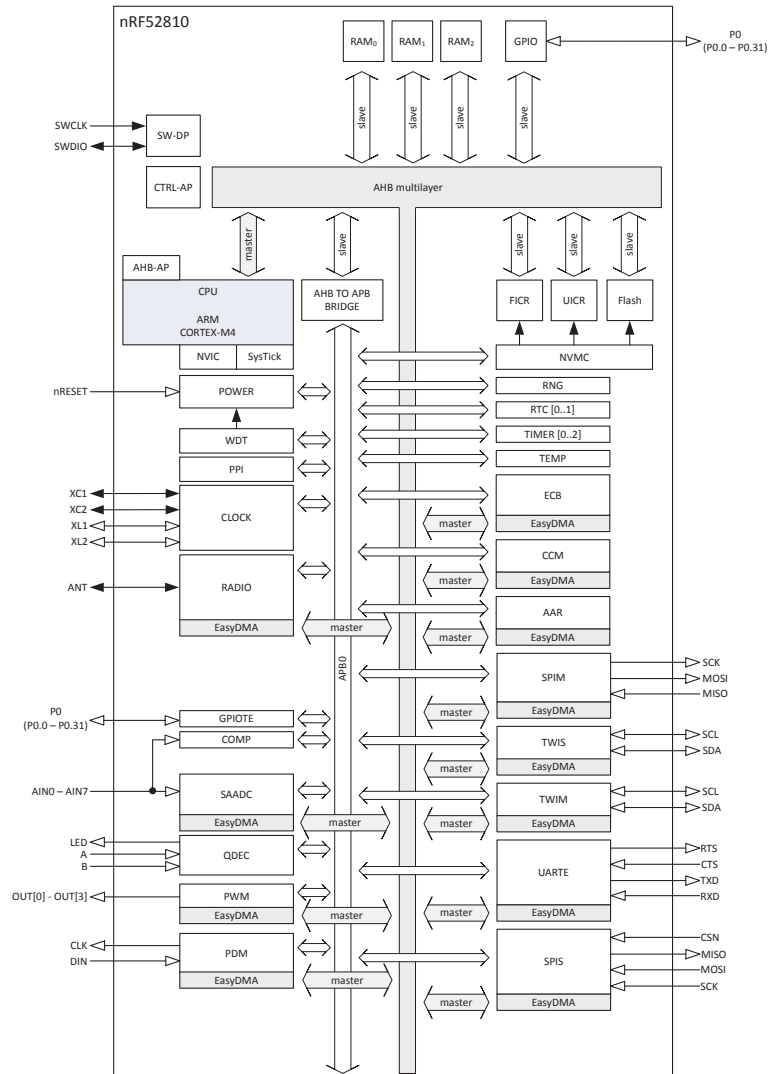 nRF52810
RAM0 RAM1 RAM2 GPIO
P0
(P0.0 – P0.31)
slave slave slave slave
SWCLK
SWDIO
SW-DP
CTRL-AP
AHB multilayer
master slave slave slave slave
AHB-AP
CPU
ARM
CORTEX-M4
NVIC SysTick
AHB TO APB
BRIDGE
FICR UICR Flash
NVMC
nRESET
POWER
RNG
RTC [0..1]
WDT
TIMER [0..2]
PPI
TEMP
XC1
XC2
XL1
XL2
CLOCK
ECB
master EasyDMA
CCM
master EasyDMA
ANT
RADIO
EasyDMA master
AAR
master EasyDMA
APB0
SPIM
master EasyDMA
SCK
MOSI
MISO
P0
(P0.0 – P0.31)
GPIOTE
COMP
TWIS
master EasyDMA
SCL
SDA
AIN0 – AIN7
SAADC
EasyDMA master
TWIM
master EasyDMA
SCL
SDA
LED
A
B
QDEC
UARTE
master EasyDMA
RTS
CTS
TXD
RXD
OUT[0] - OUT[3]
PWM
EasyDMA master
CLK
DIN
PDM
EasyDMA master
SPIS
master EasyDMA
CSN
MISO
MOSI
SCK